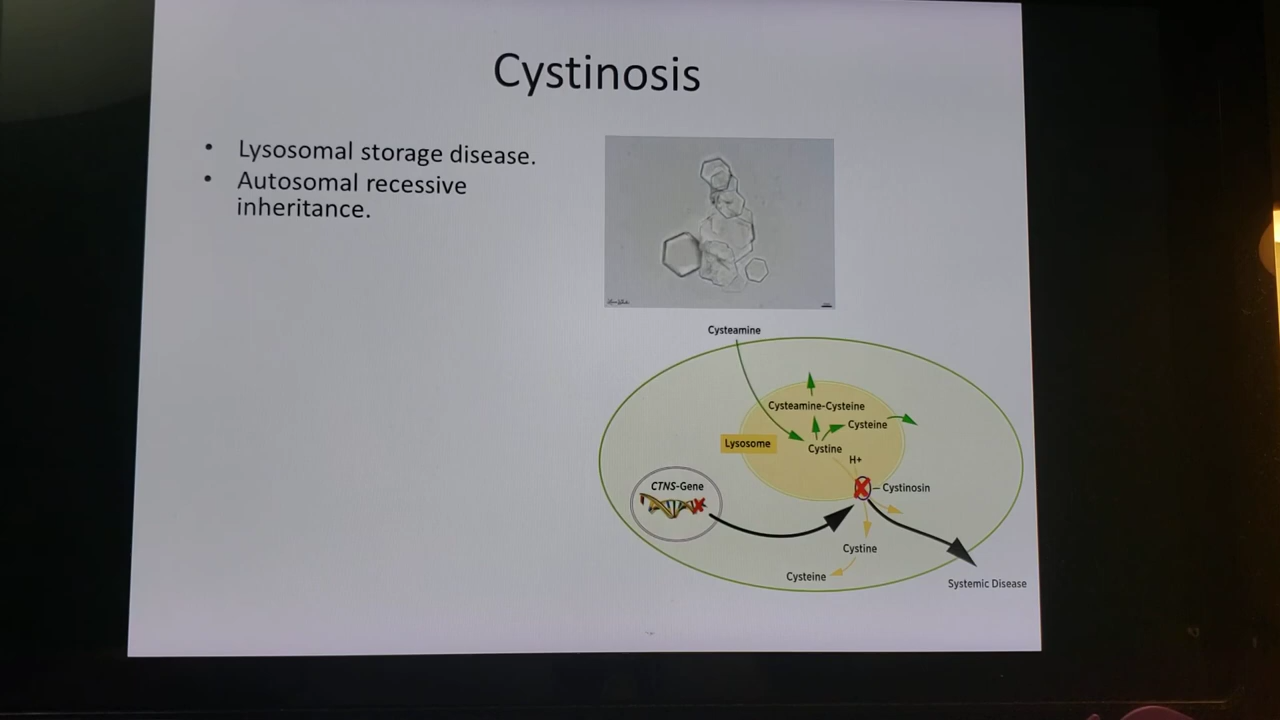 Cystinosis
• Lysosomal storage disease.
• Autosomal recessive
inheritance.
Cysteamine
Cysteamine-Cysteine
Cysteine
Lysosome
Cystine
H+
CTNS-Gene
Cystinosin
Cystine
Cysteine
Systemic Disease